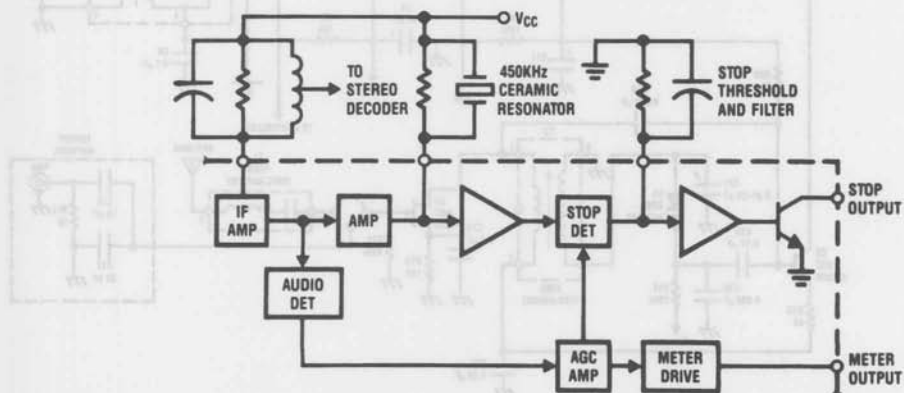 VCC
TO
STEREO
DECODER
450KHz
CERAMIC
RESONATOR
STOP
THRESHOLD
AND FILTER
IF
AMP
AMP
STOP
DET
STOP
OUTPUT
AUDIO
DET
AGC
AMP
METER
DRIVE
METER
OUTPUT